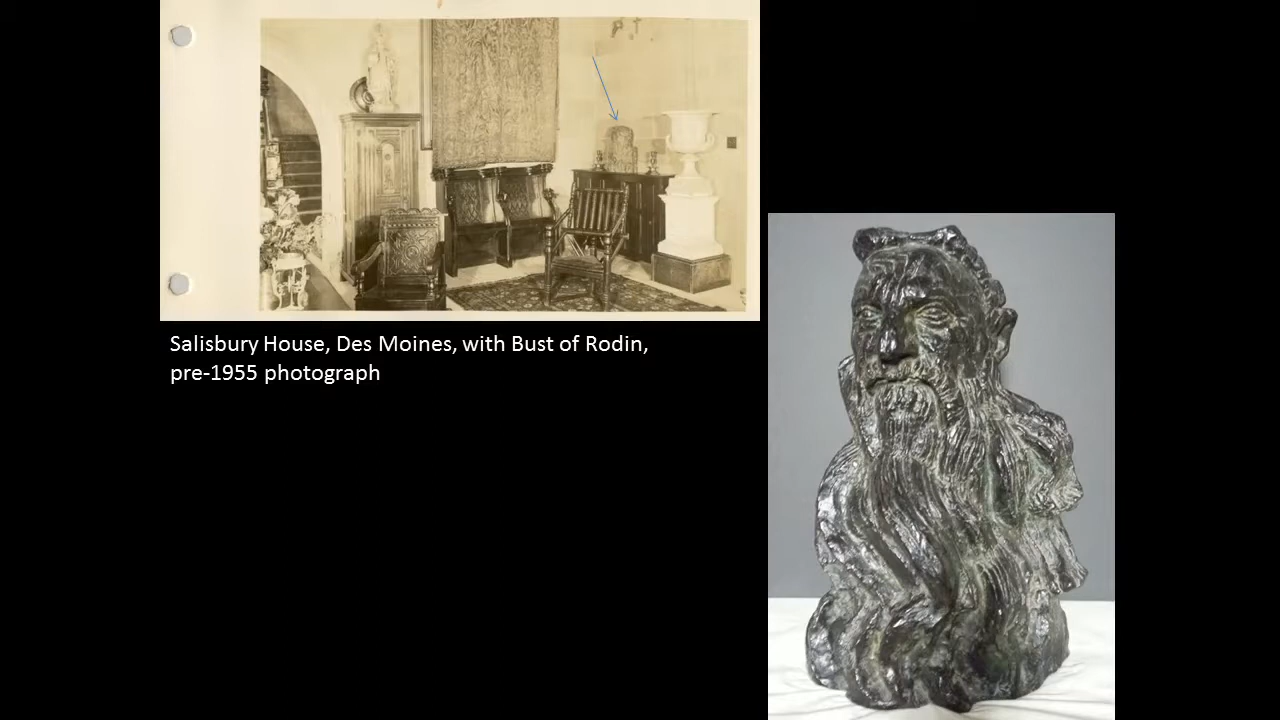 Salisbury House, Des Moines, with Bust of Rodin,
pre-1955 photograph